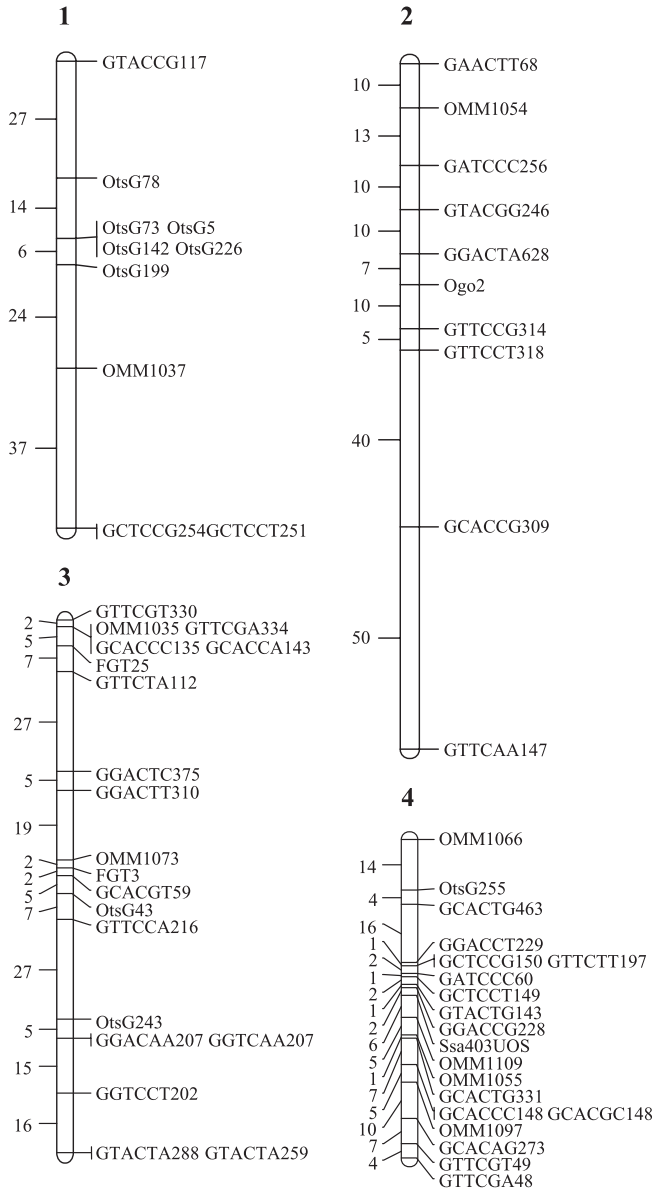 1
GTACCG117
27
OtsG78
14
OtsG73 OtsG5
OtsG142 OtsG226
6
OtsG199
24
OMM1037
37
GCTCCG254GCTCCT251
2
GAACTT68
10
OMM1054
13
GATCCC256
10
GTACGG246
10
GGACTA628
7
Ogo2
10
GTTCCG314
5
GTTCCT318
40
GCACCG309
50
GTTCAA147
3
GTTCGT330
2
OMM1035 GTTCGA334
5
GCACCC135 GCACCA143
7
FGT25
GTTCTA112
27
GGACTC375
5
GGACTT310
19
OMM1073
2
FGT3
2
GCACGT59
5
OtsG43
7
GTTCCA216
27
OtsG243
5
GGACAA207 GGTCAA207
15
GGTCCT202
16
GTACTA288 GTACTA259
4
OMM1066
14
OtsG255
4
GCACTG463
16
GGACCT229
1
GCTCCG150 GTTCTT197
2
GATCCC60
1
GCTCCT149
2
GTACTG143
1
GGACCG228
2
Ssa403UOS
6
OMM1109
5
OMM1055
1
GCACTG331
7
GCACCC148 GCACGC148
5
OMM1097
10
GCACAG273
7
GTTCGT49
4
GTTCGA48